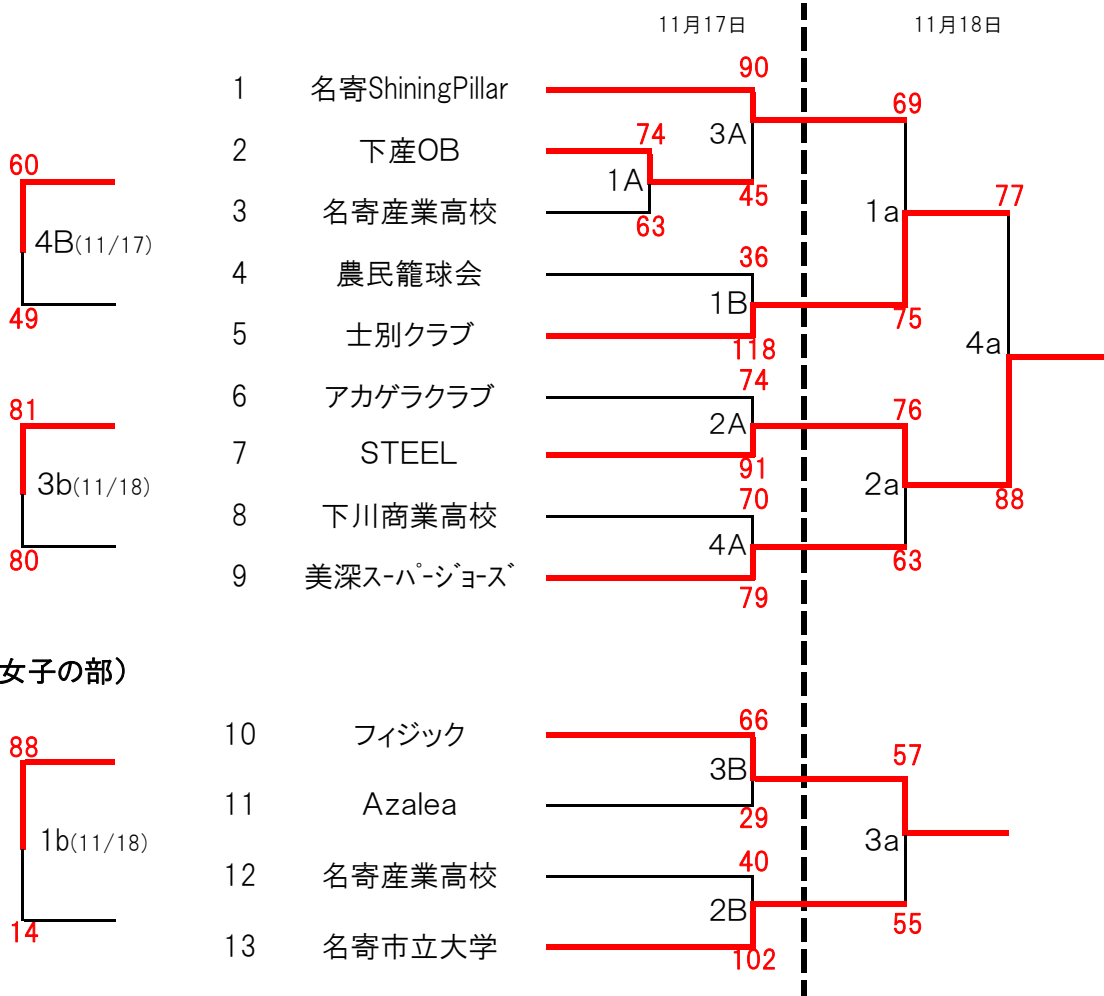 11月17日 11月18日
90
1 名寄ShiningPillar
69
3A
74
2 下産OB
60
1A
45
77
3 名寄産業高校
1a
63
4B(11/17)
36
4 農民籠球会
1B
49
75
5 士別クラブ
118
4a
74
6 アカゲラクラブ
81
76
2A
7 STEEL
91
3b(11/18)
2a
70
88
8 下川商業高校
4A
80
63
9 美深ス-パ-ジョ-ズ
79
女子の部)
66
10 フィジック
88
57
3B
11 Azalea
29
1b(11/18)
3a
40
12 名寄産業高校
2B
14
55
13 名寄市立大学
102